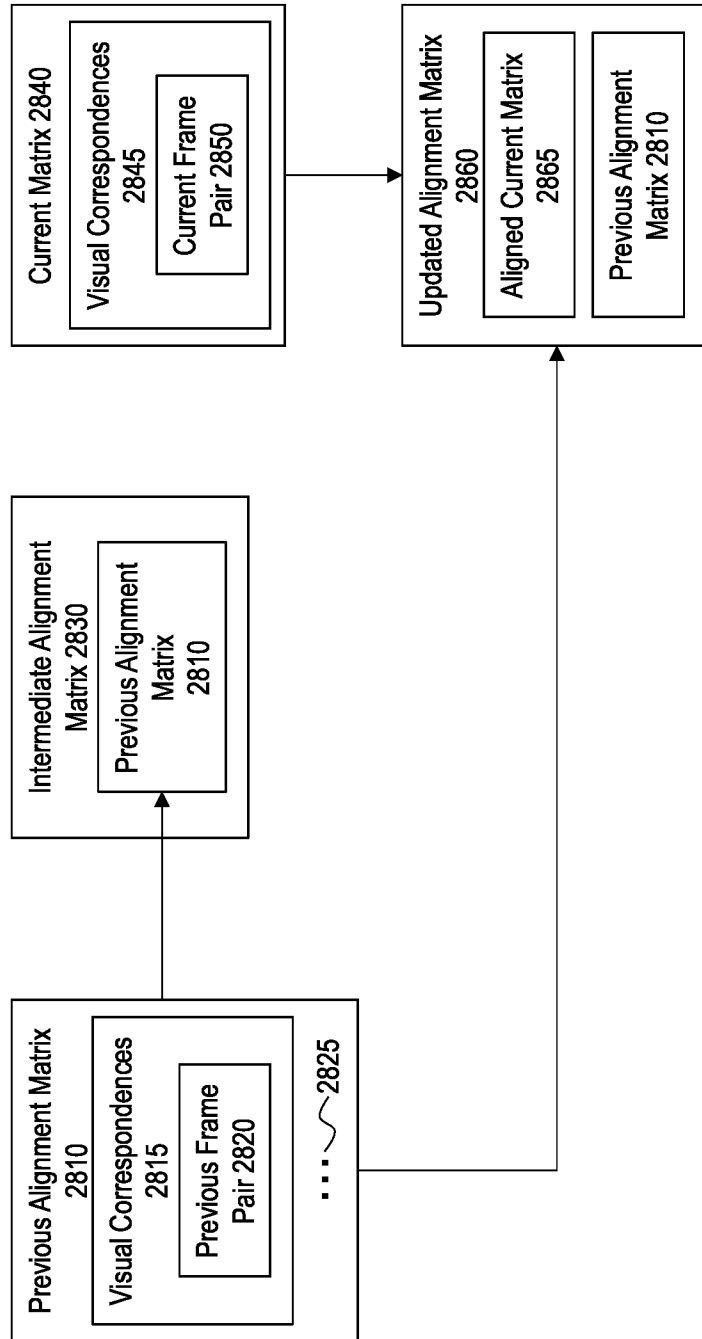 Previous Alignment Matrix
2810
Visual Correspondences
2815
Previous Frame
Pair 2820
2825
Intermediate Alignment
Matrix 2830
Previous Alignment
Matrix
2810
Current Matrix 2840
Visual Correspondences
2845
Current Frame
Pair 2850
Updated Alignment Matrix
2860
Aligned Current Matrix
2865
Previous Alignment
Matrix 2810